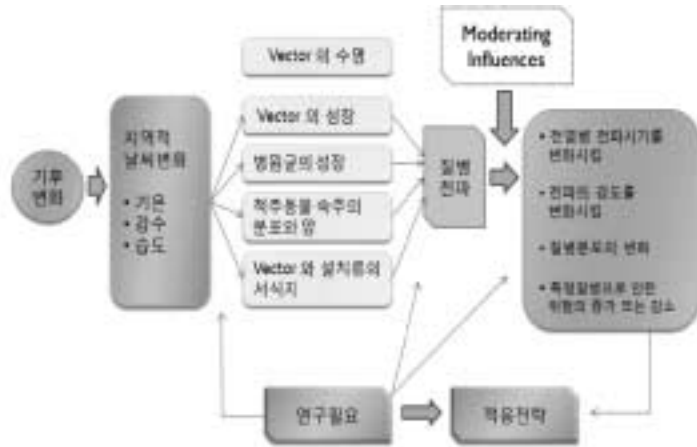 Moderating
Influences
Vector 의 수명
기후
변화
지역적
날씨변화
• 기온
• 강수
• 습도
Vector 의 성장
병원균의 성장
척추동물 숙주의
분포와 양
Vector 와 설치류의
서식지
질병
전파
• 전염병 전파시기를
변화시킴
• 전파의 강도를
변화시킴
• 질병분포의 변화
• 특정질병으로 인한
위험의 증가 또는 감소
연구필요
적응전략